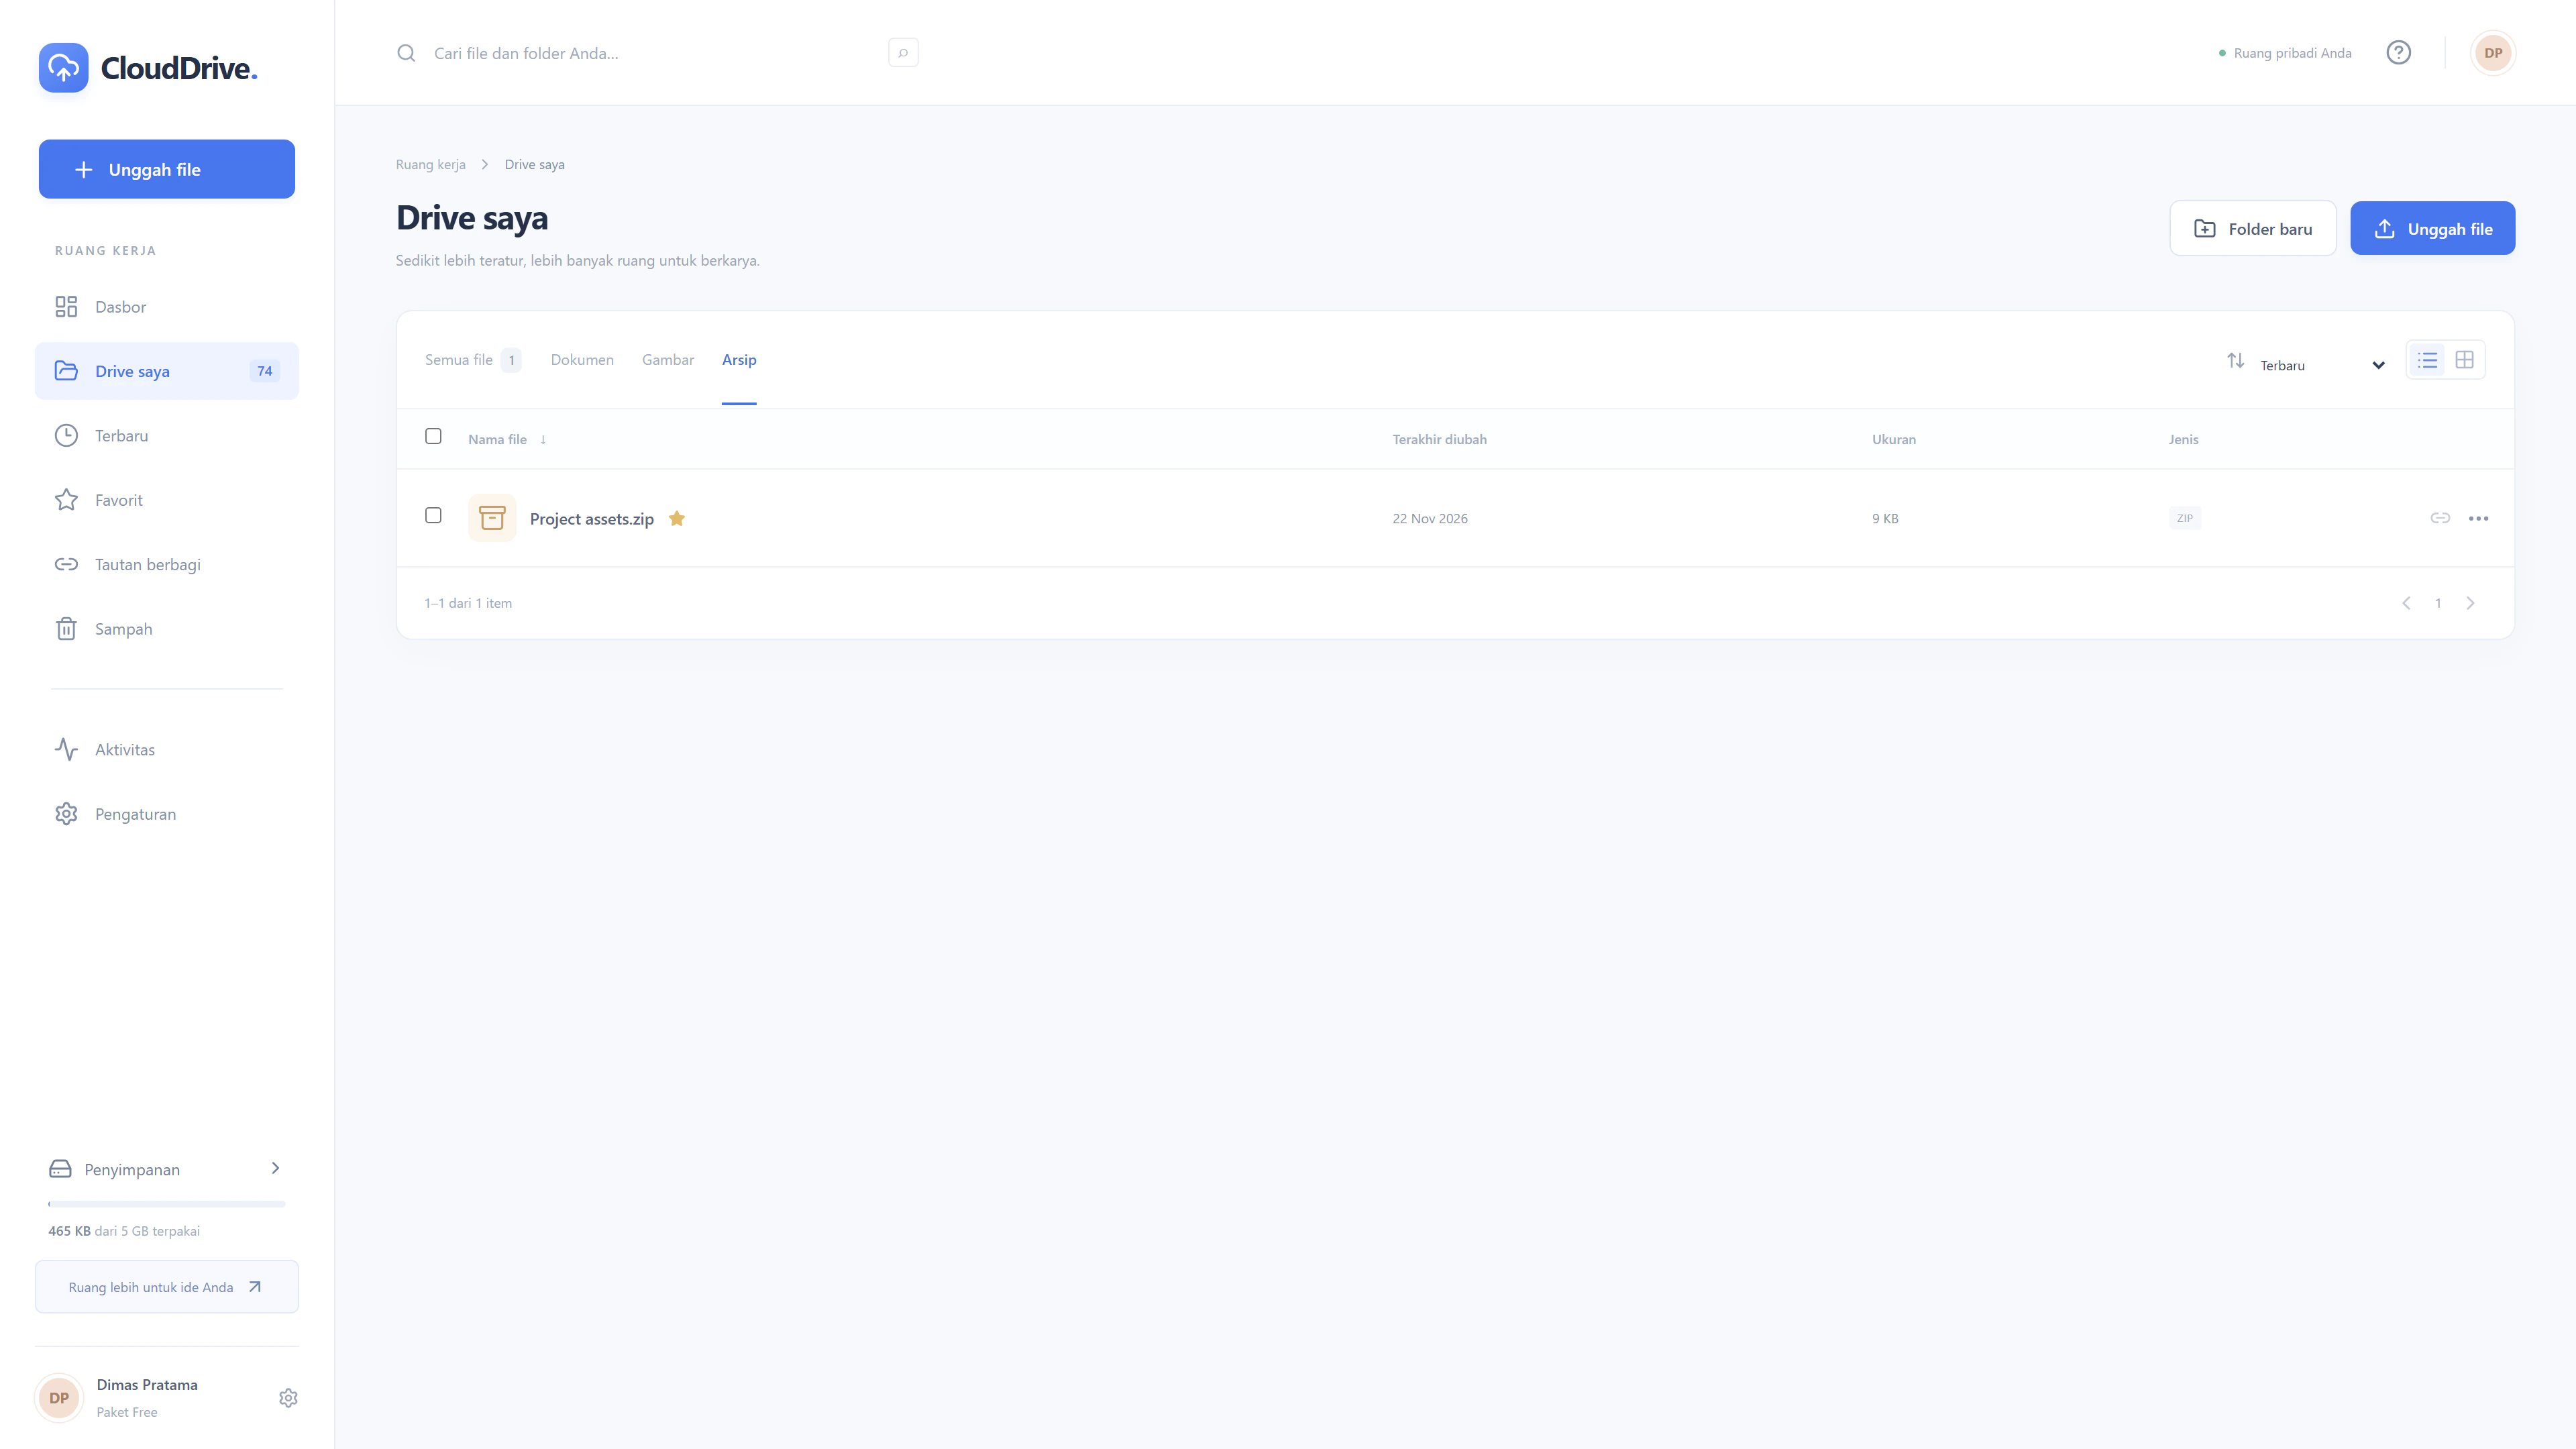 CloudDrive.
Unggah file
RUANG KERJA
Dasbor
Drive saya 74
Terbaru
Favorit
Tautan berbagi
Sampah
Aktivitas
Pengaturan
Penyimpanan
465 KB dari 5 GB terpakai
Ruang lebih untuk ide Anda
DP Dimas Pratama
Paket Free
Cari file dan folder Anda...
Ruang pribadi Anda
DP
Ruang kerja Drive saya
Drive saya
Sedikit lebih teratur, lebih banyak ruang untuk berkarya.
Folder baru
Unggah file
Semua file 1 Dokumen Gambar Arsip
Terbaru
Nama file ↓ Terakhir diubah Ukuran Jenis
Project assets.zip 22 Nov 2026 9 KB ZIP
1–1 dari 1 item
1